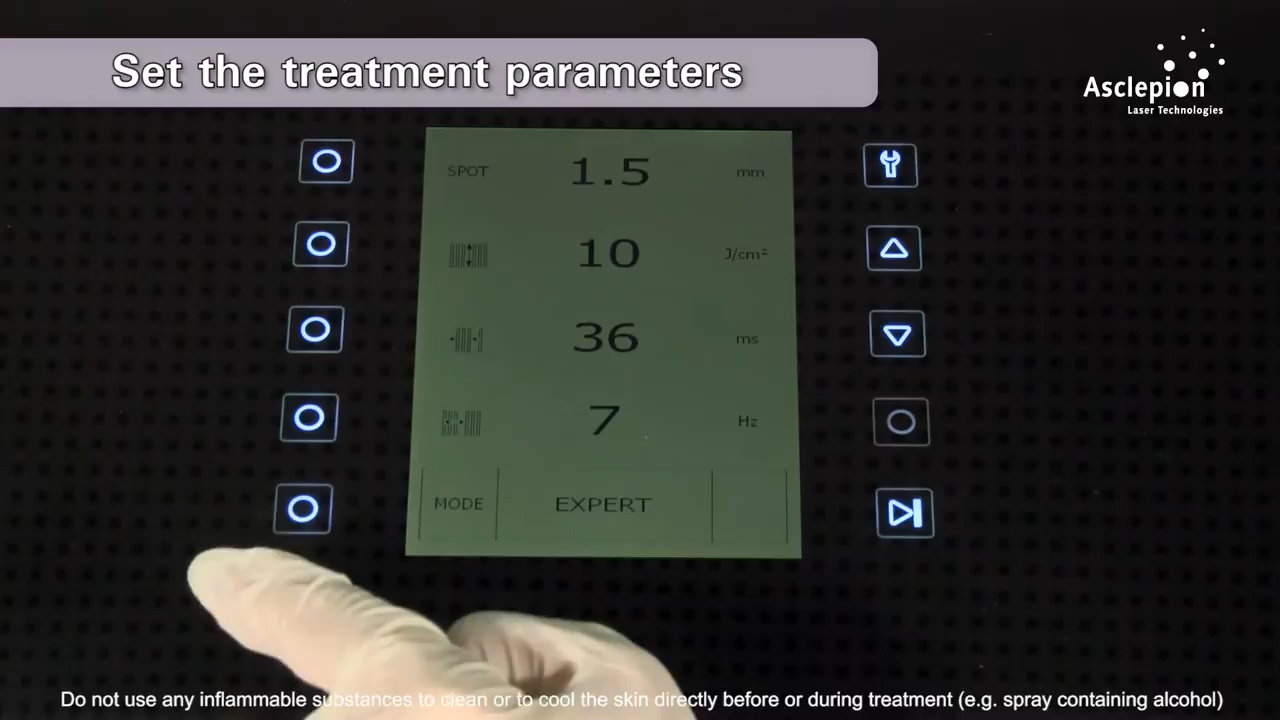 Set the treatment parameters
Asclepion
Laser Technologies
SPOT 1.5 mm
10 J/cm²
36 ms
7 Hz
MODE EXPERT
Do not use any inflammable substances to clean or to cool the skin directly before or during treatment (e.g. spray containing alcohol)